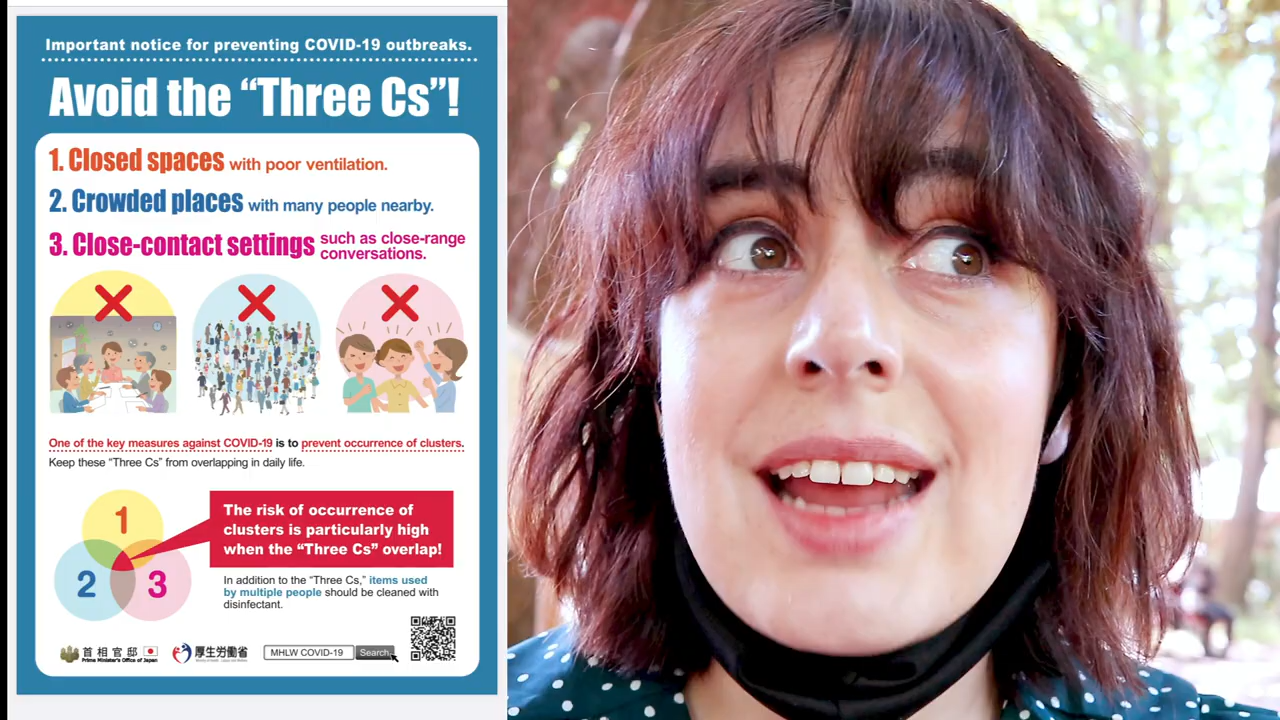 Important notice for preventing COVID-19 outbreaks.
Avoid the “Three Cs”!
1. Closed spaces with poor ventilation.
2. Crowded places with many people nearby.
3. Close-contact settings such as close-range
conversations.
One of the key measures against COVID-19 is to prevent occurrence of clusters.
Keep these “Three Cs” from overlapping in daily life.
1
2
3
The risk of occurrence of
clusters is particularly high
when the “Three Cs” overlap!
In addition to the “Three Cs,” items used
by multiple people should be cleaned with
disinfectant.
首相官邸
Prime Minister's Office of Japan
厚生労働省
MHLW COVID-19
Search